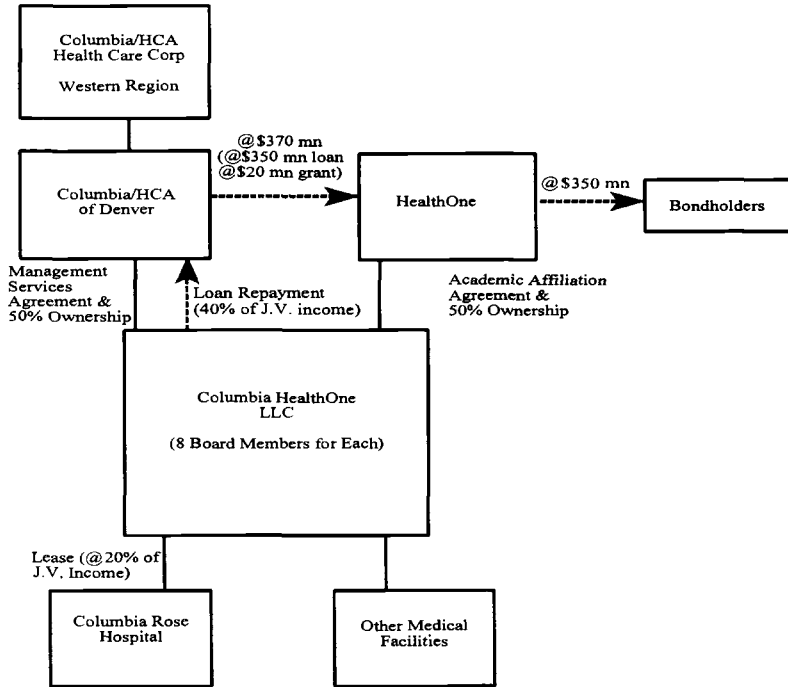 Columbia/HCA
Health Care Corp
Western Region
@$370 mn
(@$350 mn loan
@$20 mn grant)
Columbia/HCA
of Denver
HealthOne
@$350 mn
Bondholders
Management
Services
Agreement &
50% Ownership
Loan Repayment
(40% of J.V. income)
Academic Affiliation
Agreement &
50% Ownership
Columbia HealthOne
LLC
(8 Board Members for Each)
Lease (@20% of
J.V. Income)
Columbia Rose
Hospital
Other Medical
Facilities